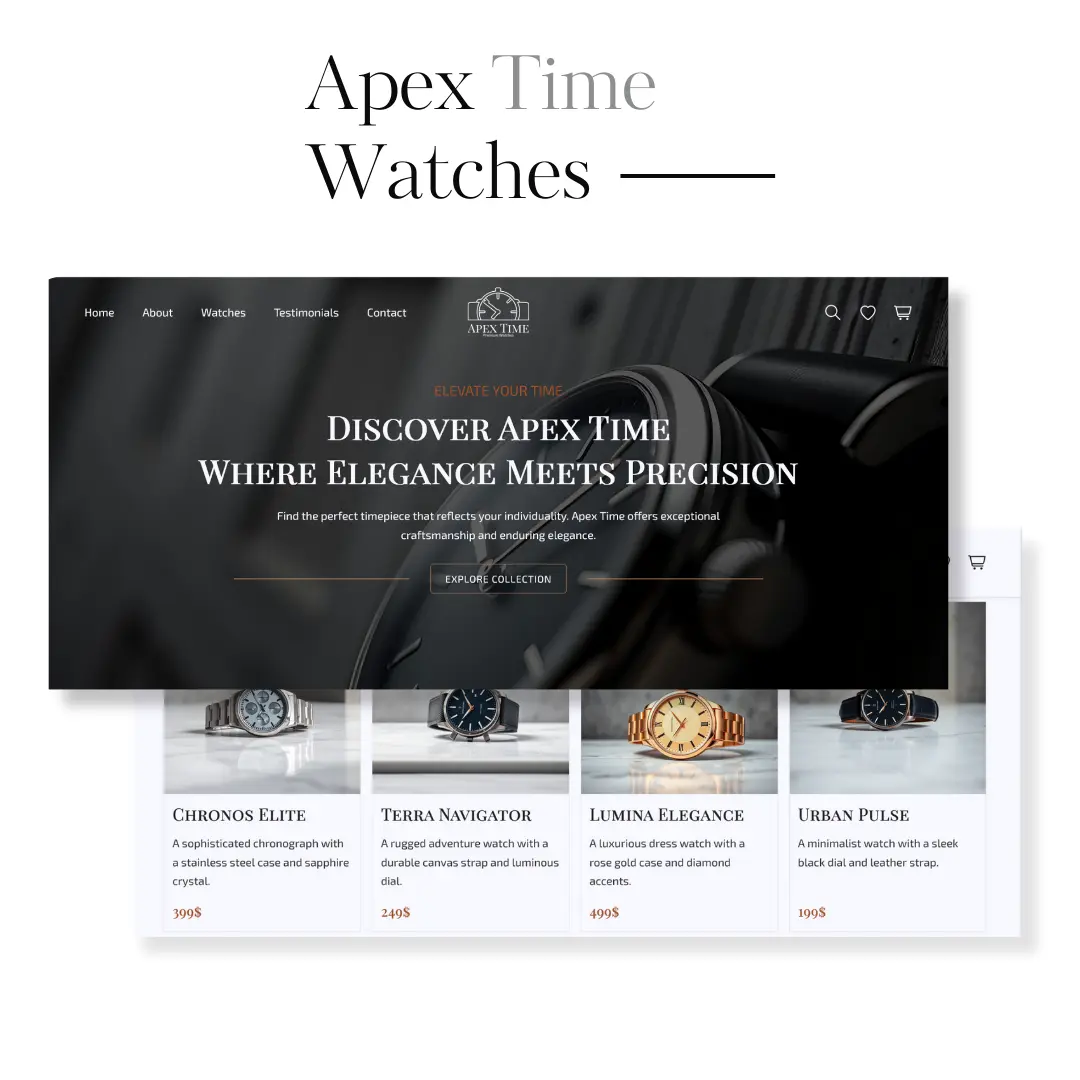 Apex Time
Watches
Home About Watches Testimonials Contact
APEX TIME
Premium Watches
ELEVATE YOUR TIME
DISCOVER APEX TIME
WHERE ELEGANCE MEETS PRECISION
Find the perfect timepiece that reflects your individuality. Apex Time offers exceptional
craftsmanship and enduring elegance.
EXPLORE COLLECTION
CHRONOS ELITE
A sophisticated chronograph with
a stainless steel case and sapphire
crystal.
399$
TERRA NAVIGATOR
A rugged adventure watch with a
durable canvas strap and luminous
dial.
249$
LUMINA ELEGANCE
A luxurious dress watch with a
rose gold case and diamond
accents.
499$
URBAN PULSE
A minimalist watch with a sleek
black dial and leather strap.
199$